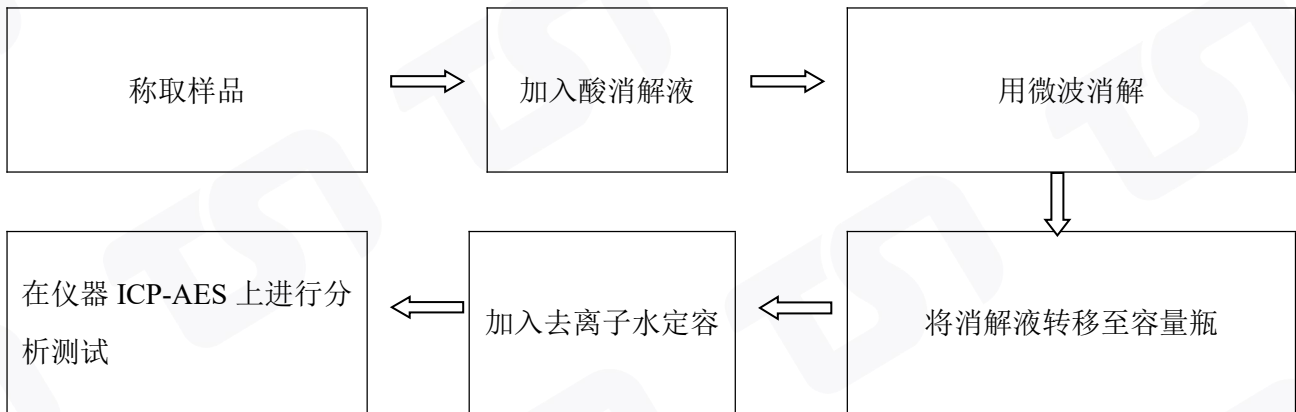 称取样品
加入酸消解液
用微波消解
将消解液转移至容量瓶
加入去离子水定容
在仪器 ICP-AES 上进行分
析测试